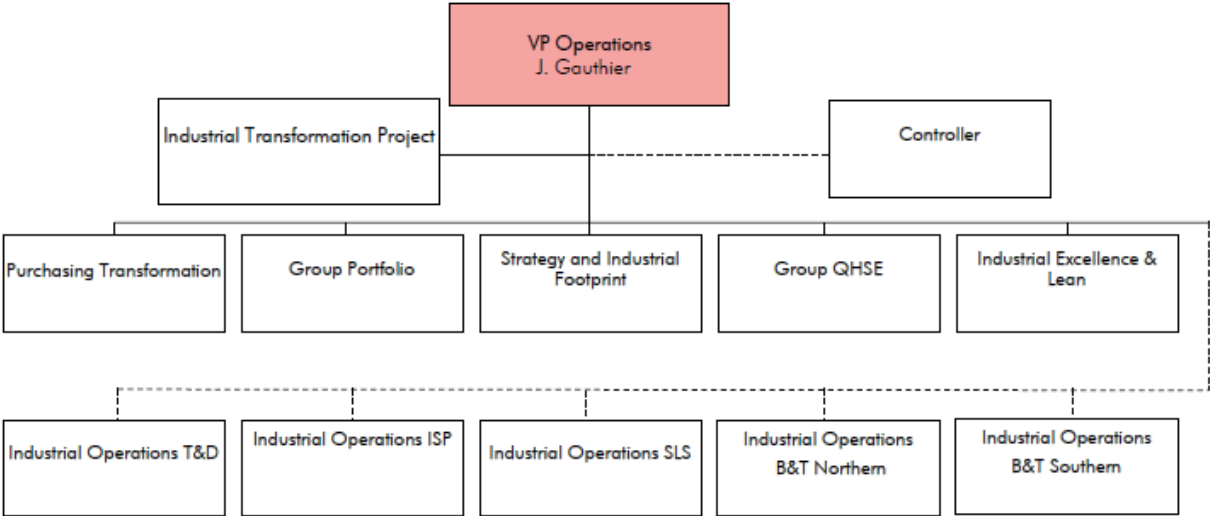 VP Operations
J. Gauthier
Industrial Transformation Project
Controller
Purchasing Transformation
Group Portfolio
Strategy and Industrial
Footprint
Group QHSE
Industrial Excellence &
Lean
Industrial Operations T&D
Industrial Operations ISP
Industrial Operations SLS
Industrial Operations
B&T Northern
Industrial Operations
B&T Southern